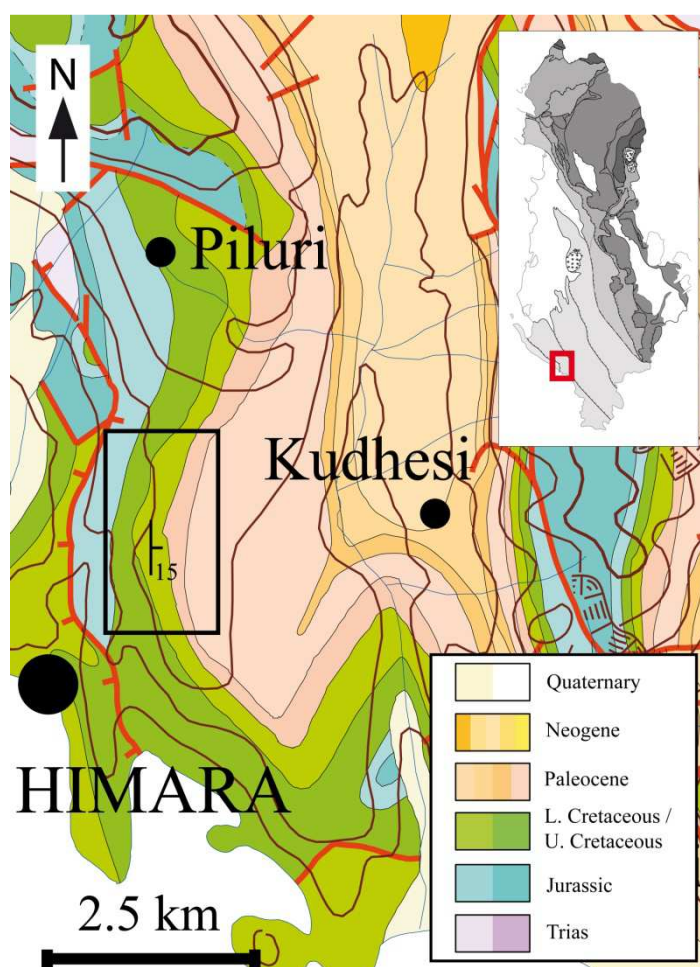 N
Piluri
Kudhesi
15
HIMARA
2.5 km
Quaternary
Neogene
Paleocene
L. Cretaceous /
U. Cretaceous
Jurassic
Trias